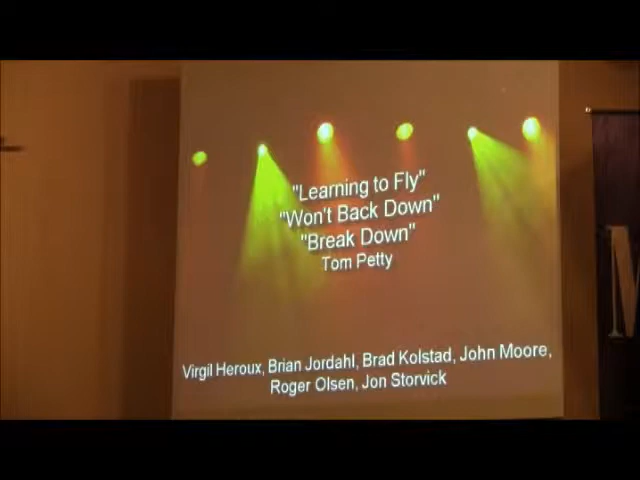 "Learning to Fly"
"Won't Back Down"
"Break Down"
Tom Petty
Virgil Heroux, Brian Jordahl, Brad Kolstad, John Moore,
Roger Olsen, Jon Storvick